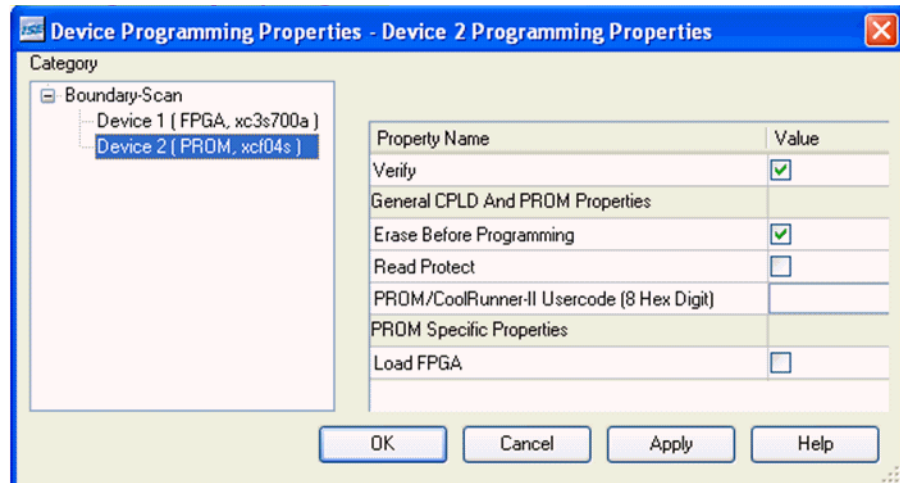 ISE Device Programming Properties - Device 2 Programming Properties
Category
Boundary-Scan
Device 1 ( FPGA, xc3s700a )
Device 2 ( PROM, xcf04s )
Property Name Value
Verify
General CPLD And PROM Properties
Erase Before Programming
Read Protect
PROM/CoolRunner-II Usercode (8 Hex Digit)
PROM Specific Properties
Load FPGA
OK Cancel Apply Help